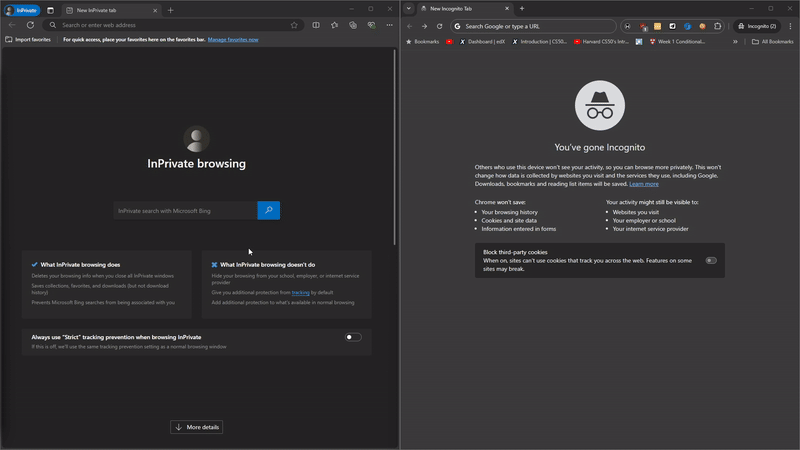 InPrivate
New InPrivate tab
Search or enter web address
Import favorites
For quick access, place your favorites here on the favorites bar. Manage favorites now
InPrivate browsing
InPrivate search with Microsoft Bing
What InPrivate browsing does
Deletes your browsing info when you close all InPrivate windows
Saves collections, favorites, and downloads (but not download
history)
Prevents Microsoft Bing searches from being associated with you
What InPrivate browsing doesn't do
Hide your browsing from your school, employer, or internet service
provider
Give you additional protection from tracking by default
Add additional protection to what's available in normal browsing
Always use "Strict" tracking prevention when browsing InPrivate
If this is off, we'll use the same tracking prevention setting as a normal browsing window
More details
New Incognito Tab
Search Google or type a URL
Incognito (2)
Bookmarks
Dashboard | edX
Introduction | CS50...
Harvard CS50's Intr...
Week 1 Conditional...
All Bookmarks
You've gone Incognito
Others who use this device won't see your activity, so you can browse more privately. This won't
change how data is collected by websites you visit and the services they use, including Google.
Downloads, bookmarks and reading list items will be saved. Learn more
Chrome won't save:
• Your browsing history
• Cookies and site data
• Information entered in forms
Your activity might still be visible to:
• Websites you visit
• Your employer or school
• Your internet service provider
Block third-party cookies
When on, sites can't use cookies that track you across the web. Features on some
sites may break.